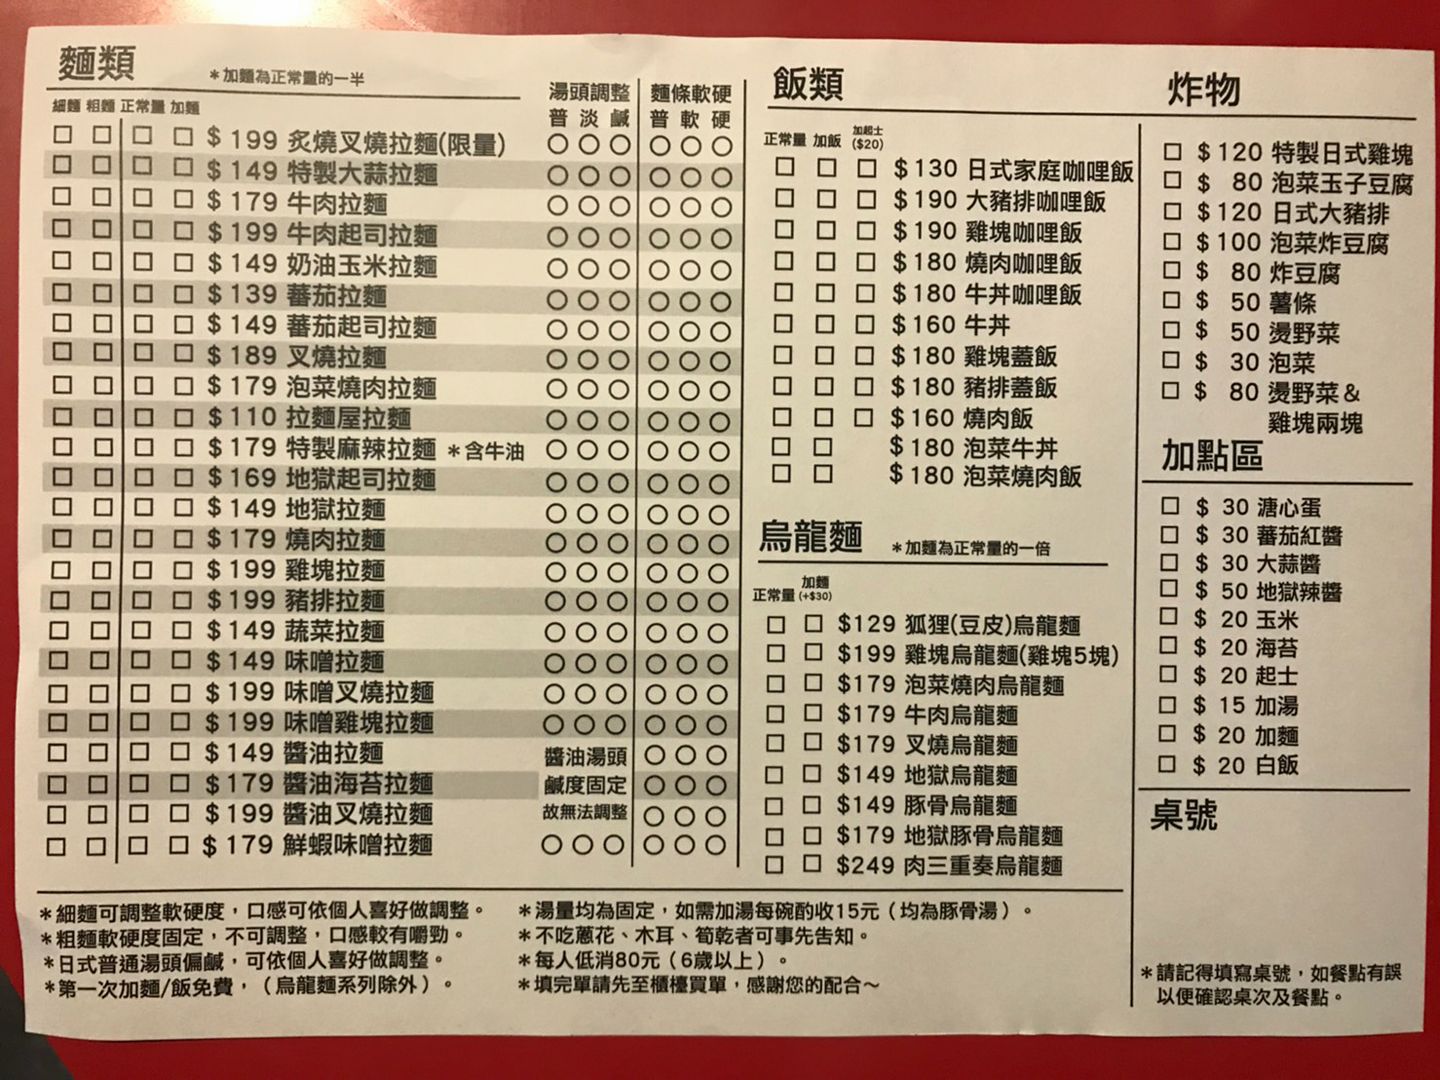 麵類
＊加麵為正常量的一半
細麵 粗麵 正常量 加麵
湯頭調整
普 淡 鹹
麵條軟硬
普 軟 硬
$ 199 炙燒叉燒拉麵(限量)
$ 149 特製大蒜拉麵
$ 179 牛肉拉麵
$ 199 牛肉起司拉麵
$ 149 奶油玉米拉麵
$ 139 蕃茄拉麵
$ 149 蕃茄起司拉麵
$ 189 叉燒拉麵
$ 179 泡菜燒肉拉麵
$ 110 拉麵屋拉麵
$ 179 特製麻辣拉麵 ＊含牛油
$ 169 地獄起司拉麵
$ 149 地獄拉麵
$ 179 燒肉拉麵
$ 199 雞塊拉麵
$ 199 豬排拉麵
$ 149 蔬菜拉麵
$ 149 味噌拉麵
$ 199 味噌叉燒拉麵
$ 199 味噌雞塊拉麵
$ 149 醬油拉麵
$ 179 醬油海苔拉麵
$ 199 醬油叉燒拉麵
$ 179 鮮蝦味噌拉麵
醬油湯頭
鹹度固定
故無法調整
飯類
正常量 加飯 加起士
($20)
$130 日式家庭咖哩飯
$190 大豬排咖哩飯
$190 雞塊咖哩飯
$180 燒肉咖哩飯
$180 牛丼咖哩飯
$160 牛丼
$180 雞塊蓋飯
$180 豬排蓋飯
$160 燒肉飯
$180 泡菜牛丼
$180 泡菜燒肉飯
烏龍麵
＊加麵為正常量的一倍
正常量 加麵
(+$30)
$129 狐狸(豆皮)烏龍麵
$199 雞塊烏龍麵(雞塊5塊)
$179 泡菜燒肉烏龍麵
$179 牛肉烏龍麵
$179 叉燒烏龍麵
$149 地獄烏龍麵
$149 豚骨烏龍麵
$179 地獄豚骨烏龍麵
$249 肉三重奏烏龍麵
炸物
$120 特製日式雞塊
$ 80 泡菜玉子豆腐
$120 日式大豬排
$100 泡菜炸豆腐
$ 80 炸豆腐
$ 50 薯條
$ 50 燙野菜
$ 30 泡菜
$ 80 燙野菜＆
雞塊兩塊
加點區
$ 30 溏心蛋
$ 30 蕃茄紅醬
$ 30 大蒜醬
$ 50 地獄辣醬
$ 20 玉米
$ 20 海苔
$ 20 起士
$ 15 加湯
$ 20 加麵
$ 20 白飯
桌號
＊請記得填寫桌號，如餐點有誤
以便確認桌次及餐點。
＊細麵可調整軟硬度，口感可依個人喜好做調整。
＊粗麵軟硬度固定，不可調整，口感較有嚼勁。
＊日式普通湯頭偏鹹，可依個人喜好做調整。
＊第一次加麵/飯免費，（烏龍麵系列除外）。
＊湯量均為固定，如需加湯每碗酌收15元（均為豚骨湯）。
＊不吃蔥花、木耳、筍乾者可事先告知。
＊每人低消80元（6歲以上）。
＊填完單請先至櫃檯買單，感謝您的配合～